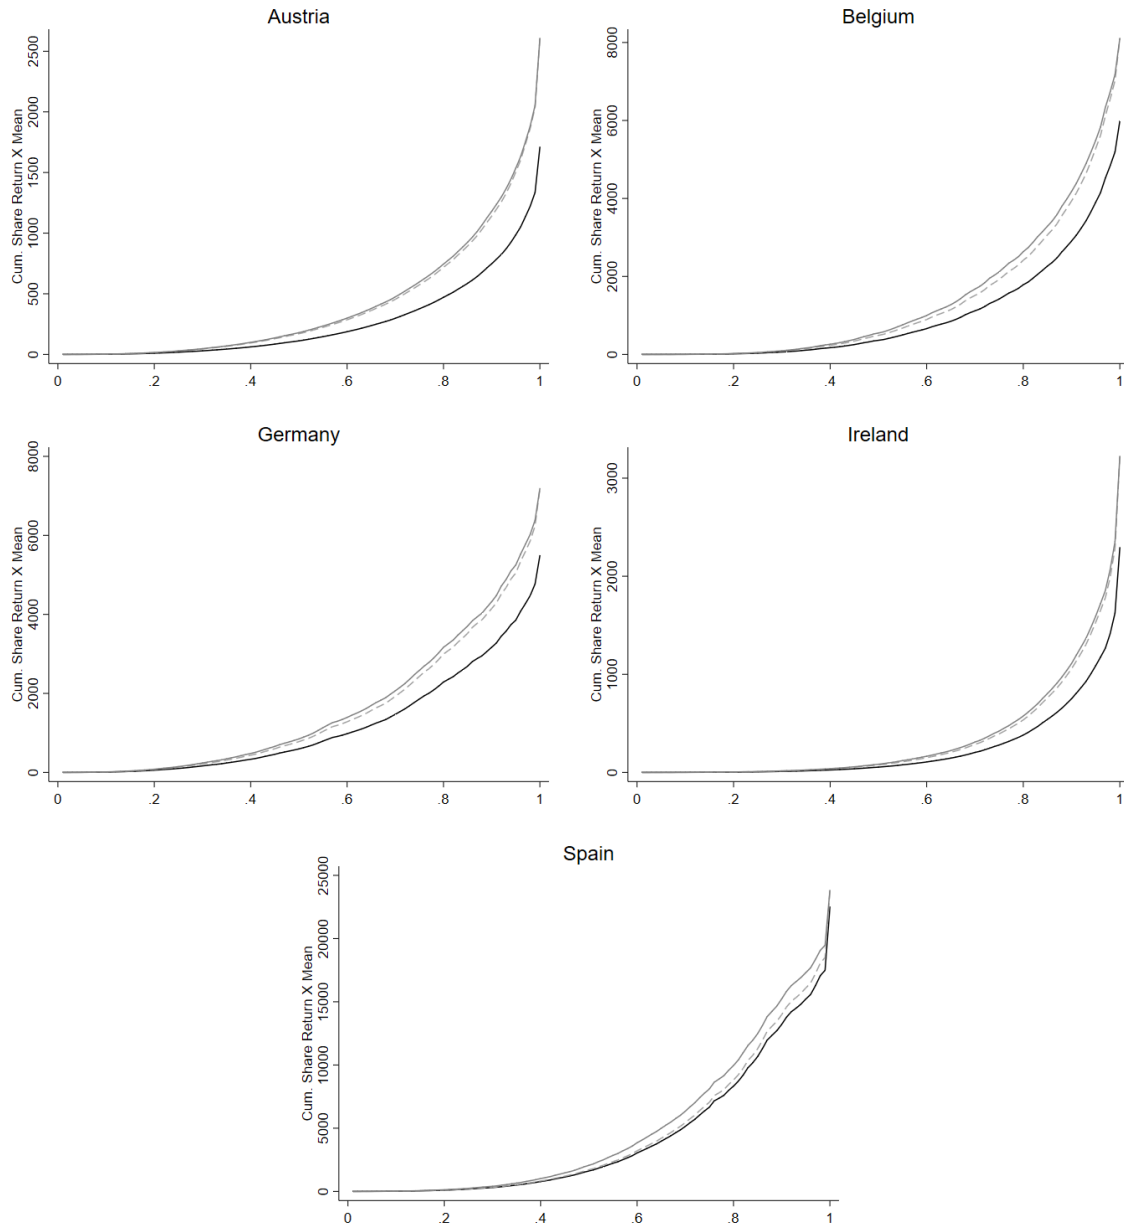 Austria
Cum. Share Return X Mean
2500
2000
1500
1000
500
0
0 .2 .4 .6 .8 1
Belgium
Cum. Share Return X Mean
8000
6000
4000
2000
0
0 .2 .4 .6 .8 1
Germany
Cum. Share Return X Mean
8000
6000
4000
2000
0
0 .2 .4 .6 .8 1
Ireland
Cum. Share Return X Mean
3000
2000
1000
0
0 .2 .4 .6 .8 1
Spain
Cum. Share Return X Mean
25000
20000
15000
10000
5000
0
0 .2 .4 .6 .8 1